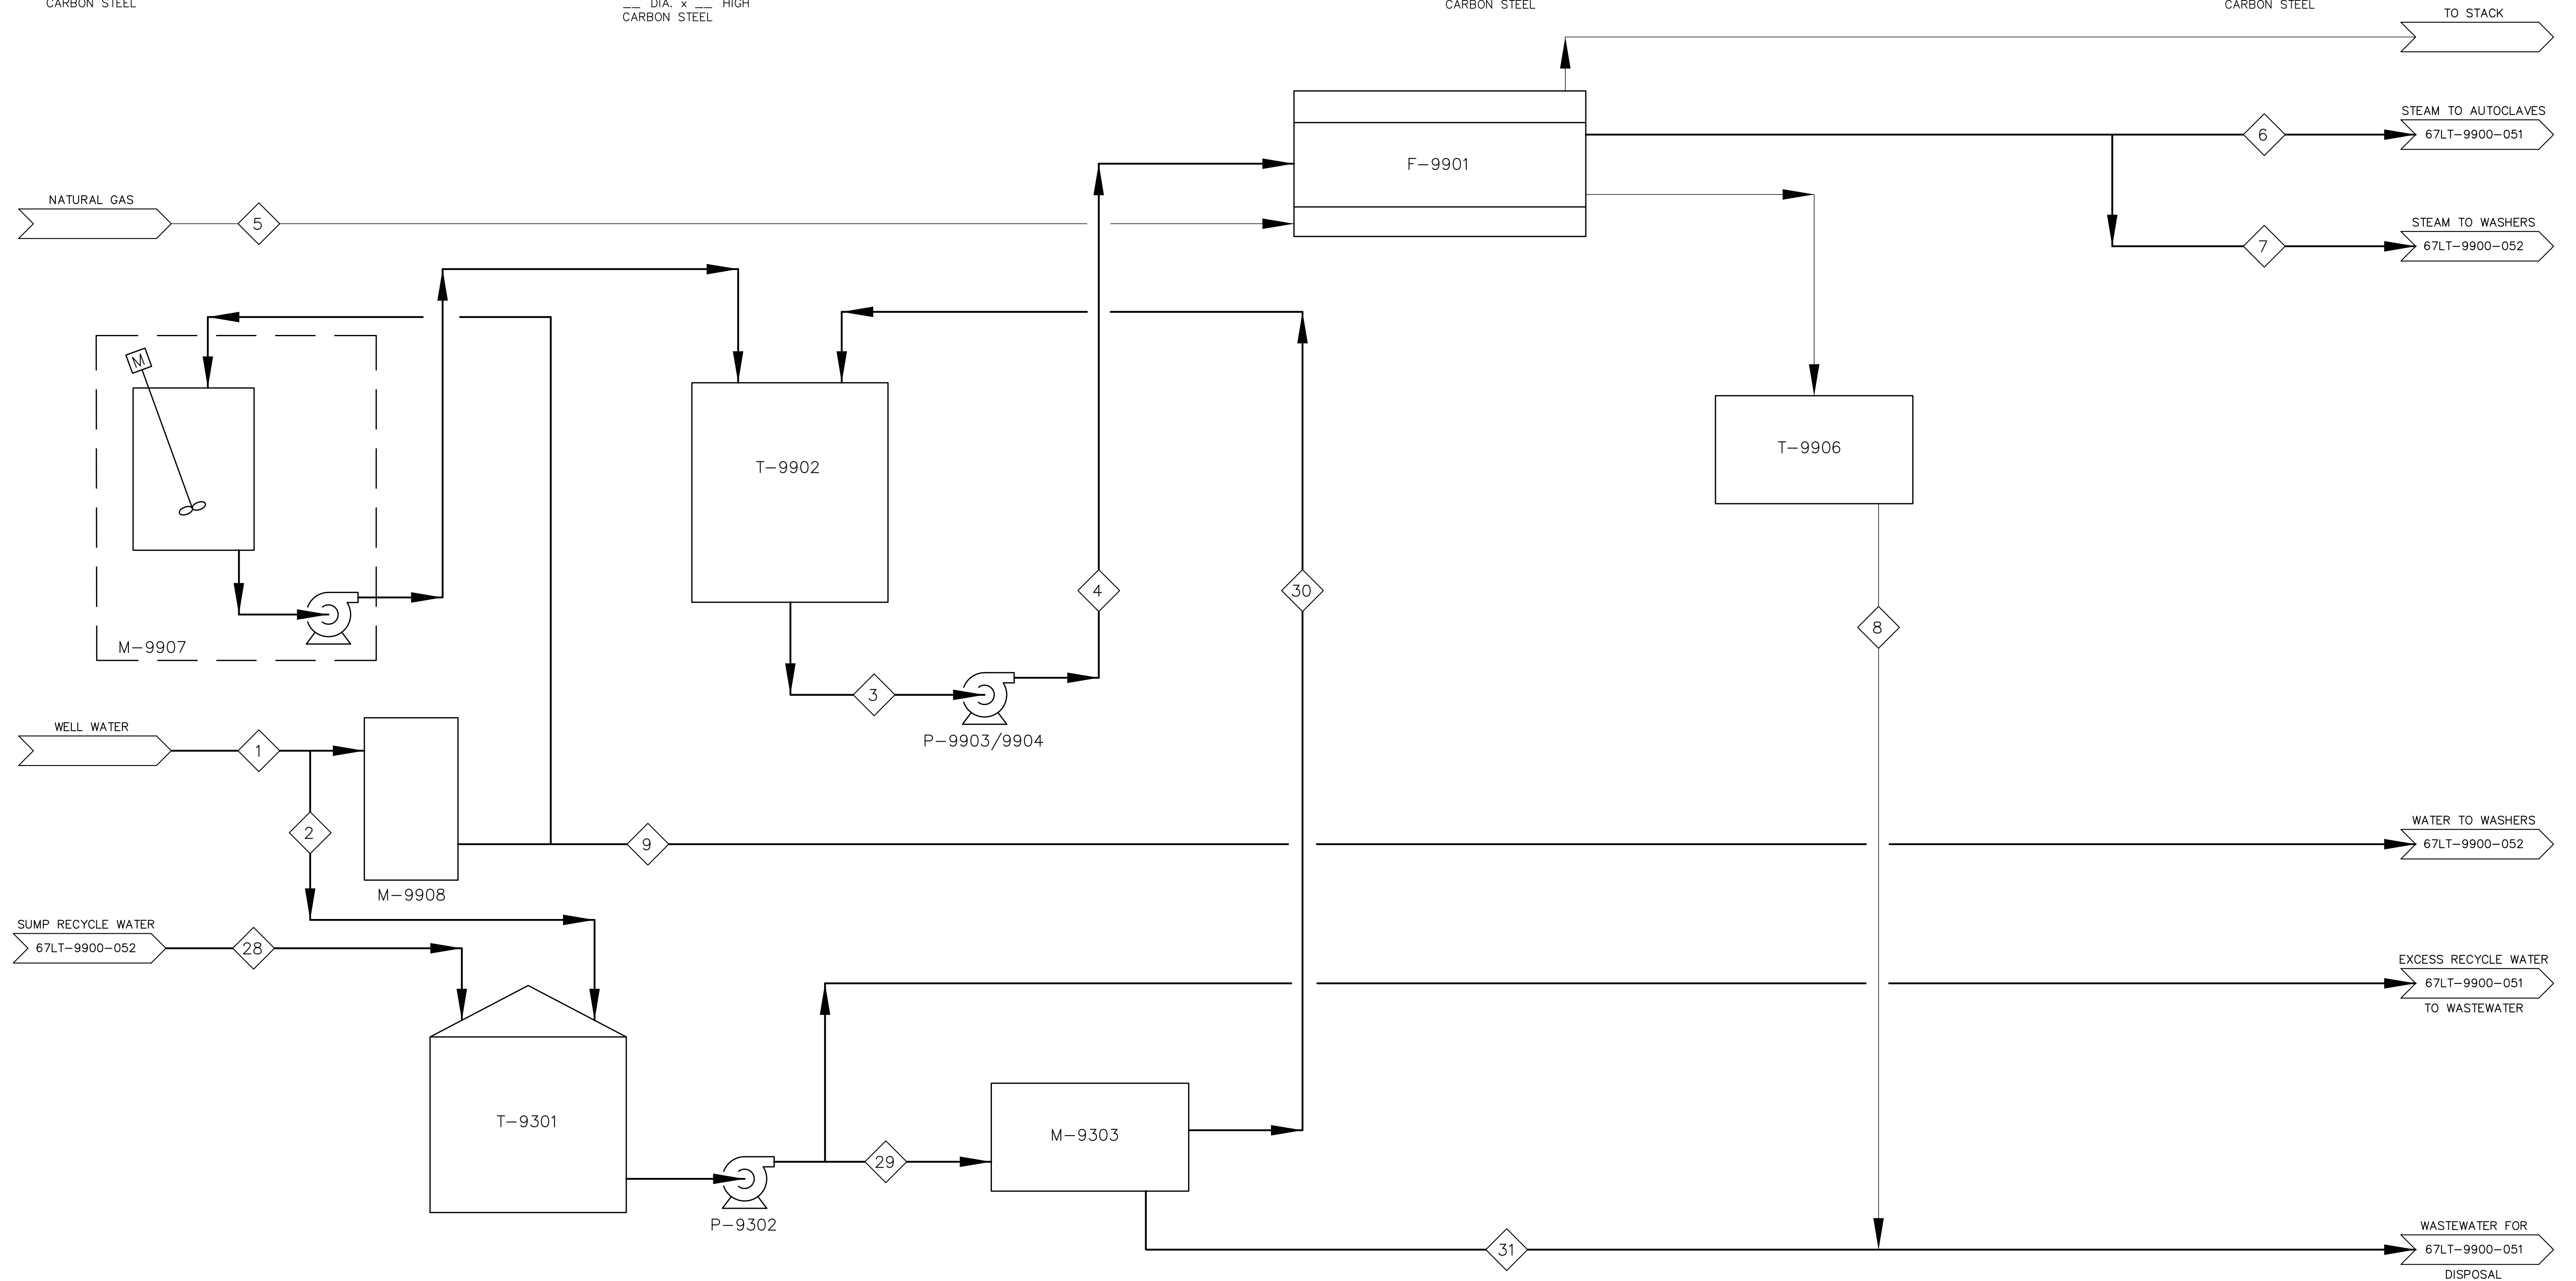 CARBON STEEL
__ DIA. x __ HIGH
CARBON STEEL
CARBON STEEL
CARBON STEEL
TO STACK
STEAM TO AUTOCLAVES
6
67LT-9900-051
F-9901
NATURAL GAS
5
STEAM TO WASHERS
7
67LT-9900-052
M
T-9902
T-9906
4
30
8
M-9907
3
P-9903/9904
WELL WATER
1
2
9
WATER TO WASHERS
67LT-9900-052
M-9908
SUMP RECYCLE WATER
67LT-9900-052
28
EXCESS RECYCLE WATER
67LT-9900-051
TO WASTEWATER
T-9301
M-9303
29
P-9302
31
WASTEWATER FOR
67LT-9900-051
DISPOSAL